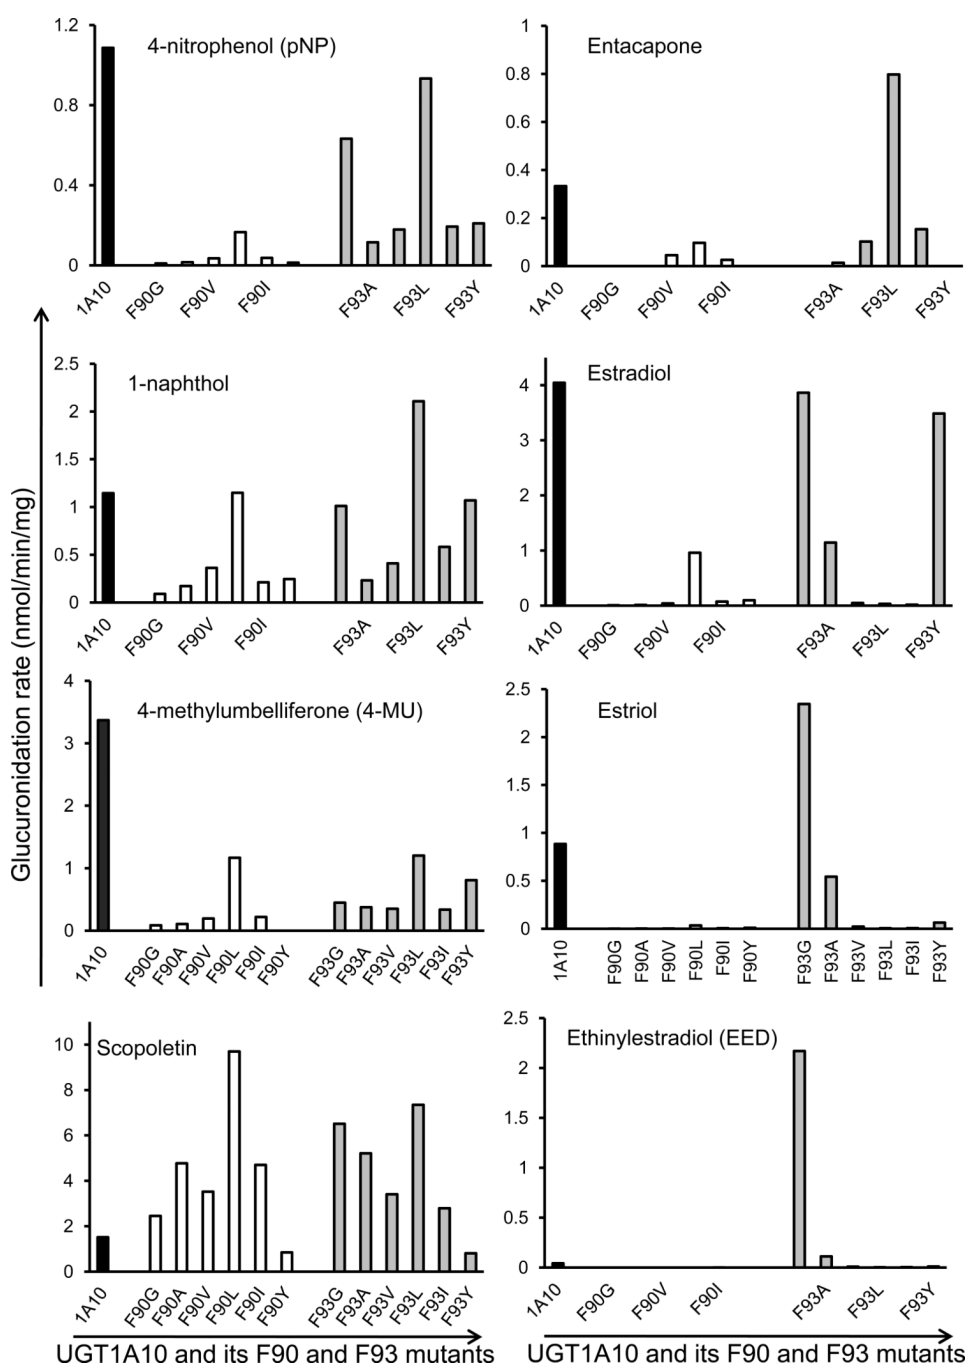 4-nitrophenol (pNP)
1.2
0.8
0.4
0
1A10 F90G F90V F90I F93A F93L F93Y
Entacapone
1
0.8
0.6
0.4
0.2
0
1A10 F90G F90V F90I F93A F93L F93Y
1-naphthol
2.5
2
1.5
1
0.5
0
1A10 F90G F90V F90I F93A F93L F93Y
Estradiol
4
3
2
1
0
1A10 F90G F90V F90I F93A F93L F93Y
Glucuronidation rate (nmol/min/mg)
4-methylumbelliferone (4-MU)
4
3
2
1
0
1A10 F90G F90A F90V F90L F90I F90Y F93G F93A F93V F93L F93I F93Y
Estriol
2.5
2
1.5
1
0.5
0
1A10 F90G F90A F90V F90L F90I F90Y F93G F93A F93V F93L F93I F93Y
Scopoletin
10
8
6
4
2
0
1A10 F90G F90A F90V F90L F90I F90Y F93G F93A F93V F93L F93I F93Y
Ethinylestradiol (EED)
2.5
2
1.5
1
0.5
0
1A10 F90G F90V F90I F93A F93L F93Y
UGT1A10 and its F90 and F93 mutants
UGT1A10 and its F90 and F93 mutants